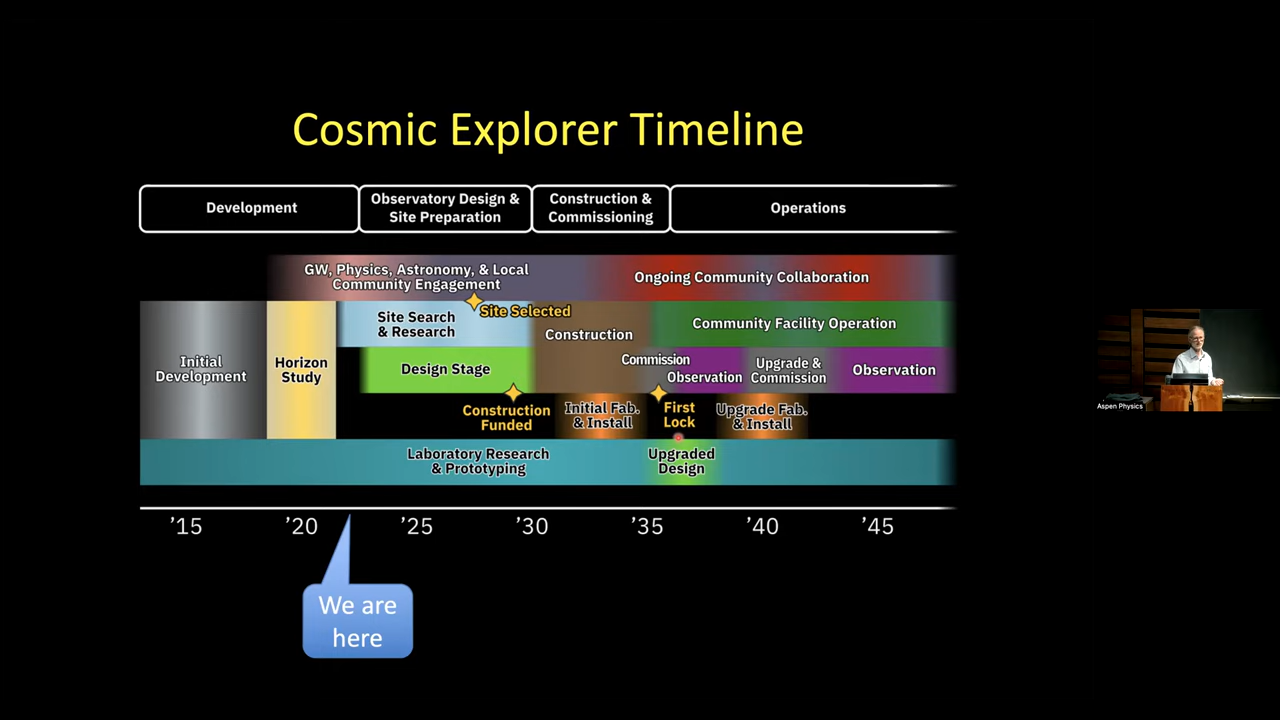 Cosmic Explorer Timeline
Development
Observatory Design &
Site Preparation
Construction &
Commissioning
Operations
GW, Physics, Astronomy, & Local
Community Engagement
Ongoing Community Collaboration
Site Selected
Site Search
& Research
Construction
Community Facility Operation
Initial
Development
Horizon
Study
Design Stage
Commission
Observation
Upgrade &
Commission
Observation
Construction
Funded
Initial Fab.
& Install
First
Lock
Upgrade Fab.
& Install
Laboratory Research
& Prototyping
Upgraded
Design
’15
’20
’25
’30
’35
’40
’45
We are
here
Aspen Physics